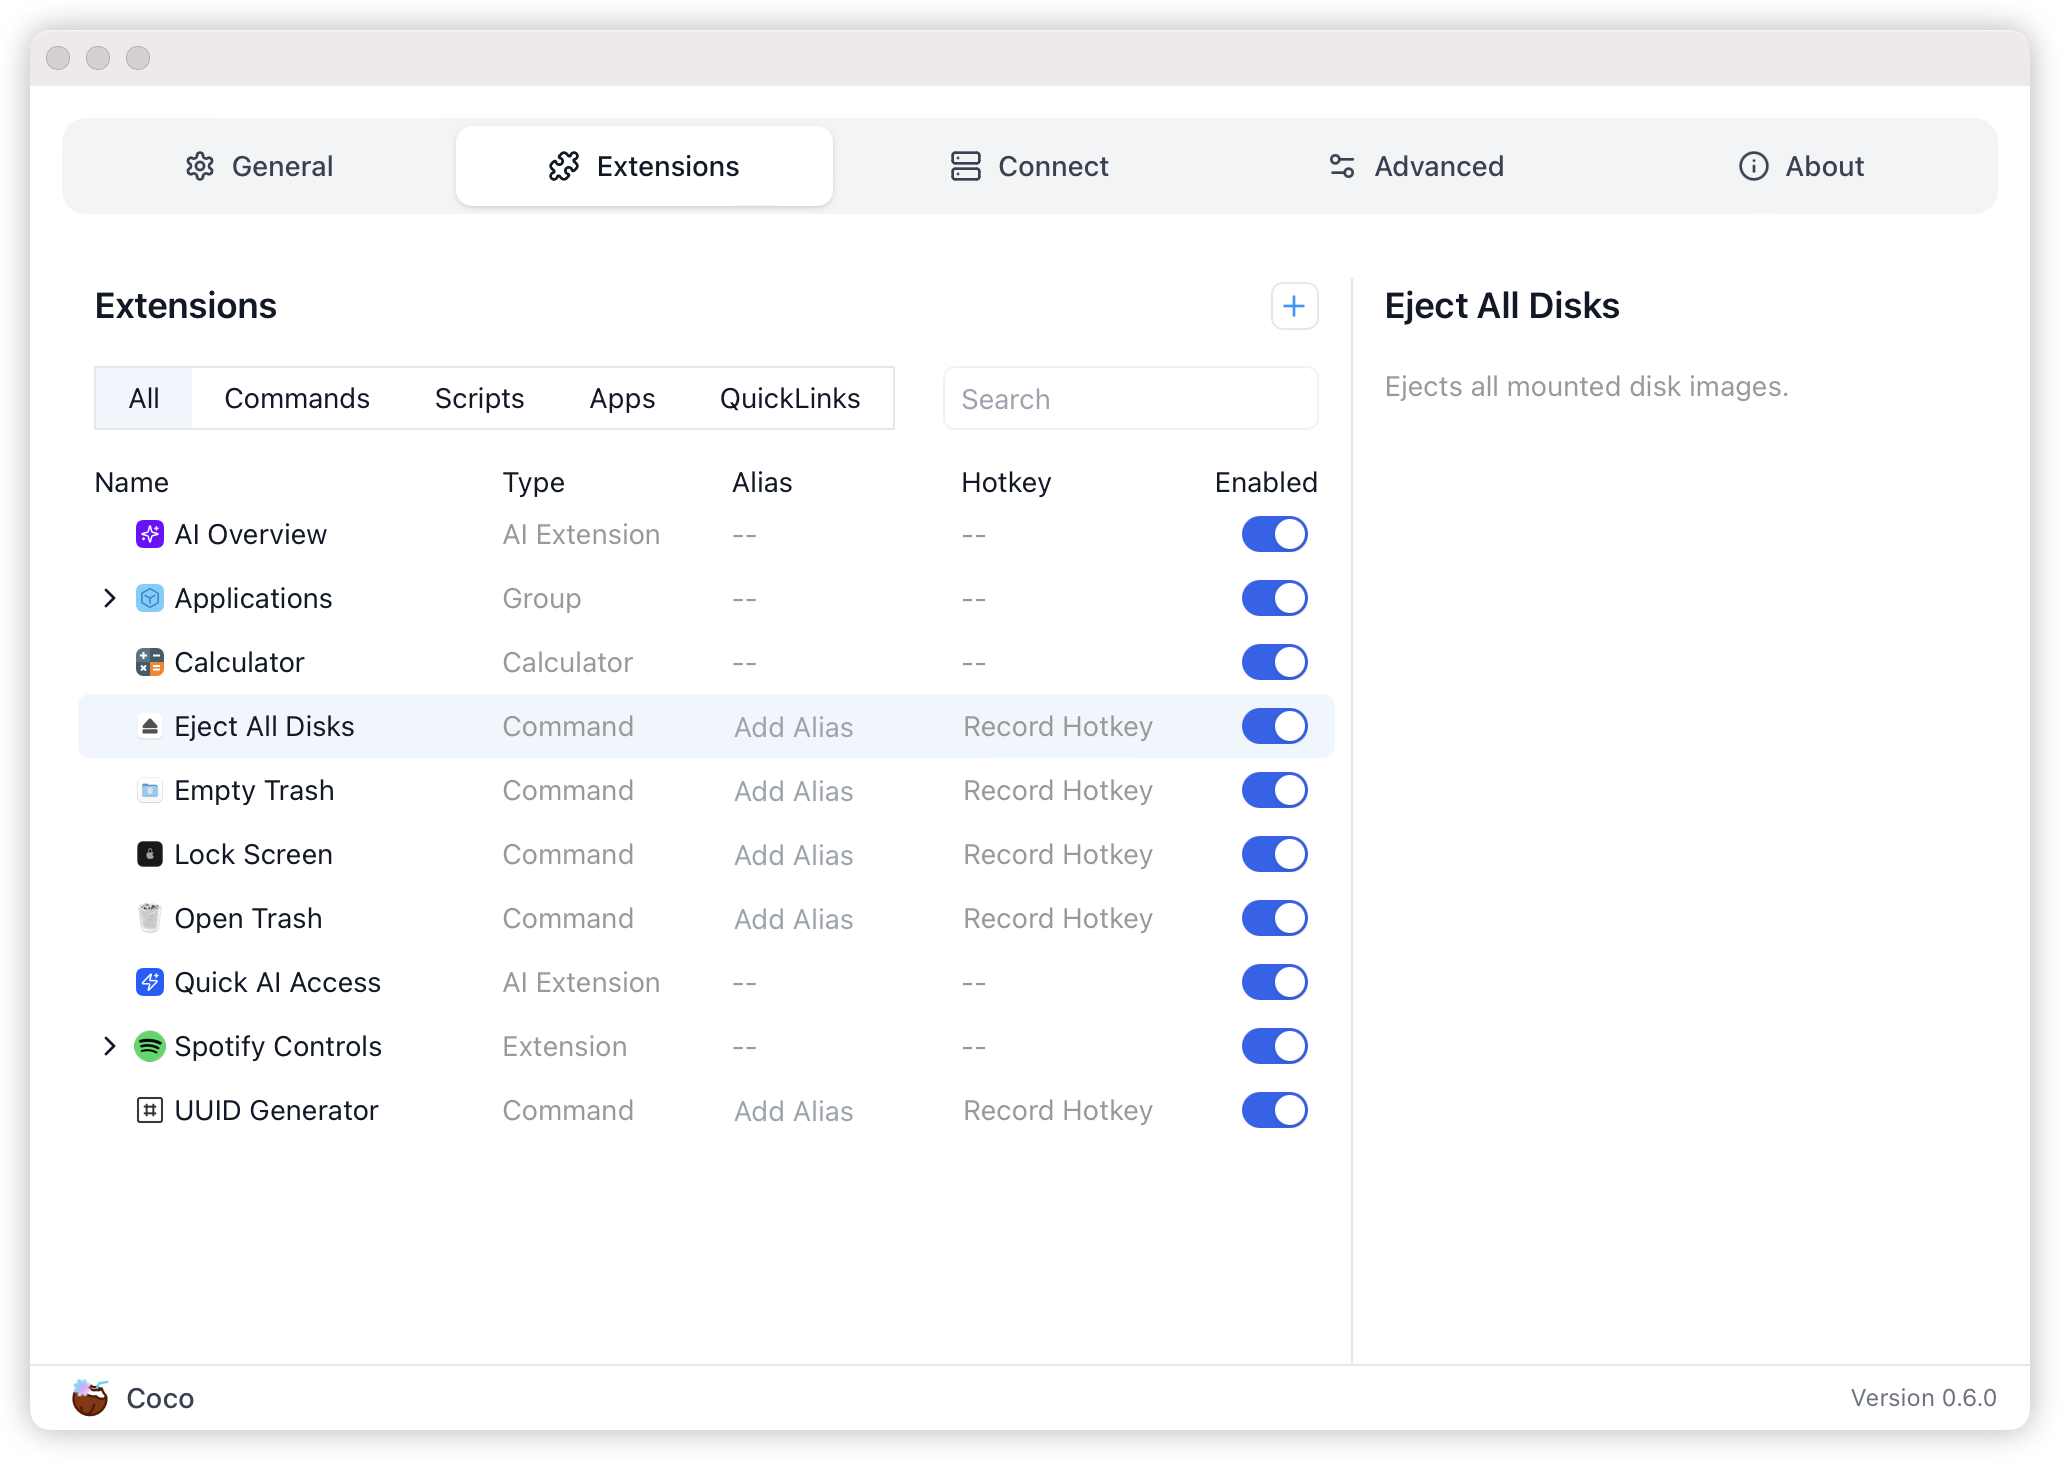 General Extensions Connect Advanced About
Extensions
All Commands Scripts Apps QuickLinks Search
Name Type Alias Hotkey Enabled
AI Overview AI Extension -- --
Applications Group -- --
Calculator Calculator -- --
Eject All Disks Command Add Alias Record Hotkey
Empty Trash Command Add Alias Record Hotkey
Lock Screen Command Add Alias Record Hotkey
Open Trash Command Add Alias Record Hotkey
Quick AI Access AI Extension -- --
Spotify Controls Extension -- --
UUID Generator Command Add Alias Record Hotkey
Eject All Disks
Ejects all mounted disk images.
Coco
Version 0.6.0